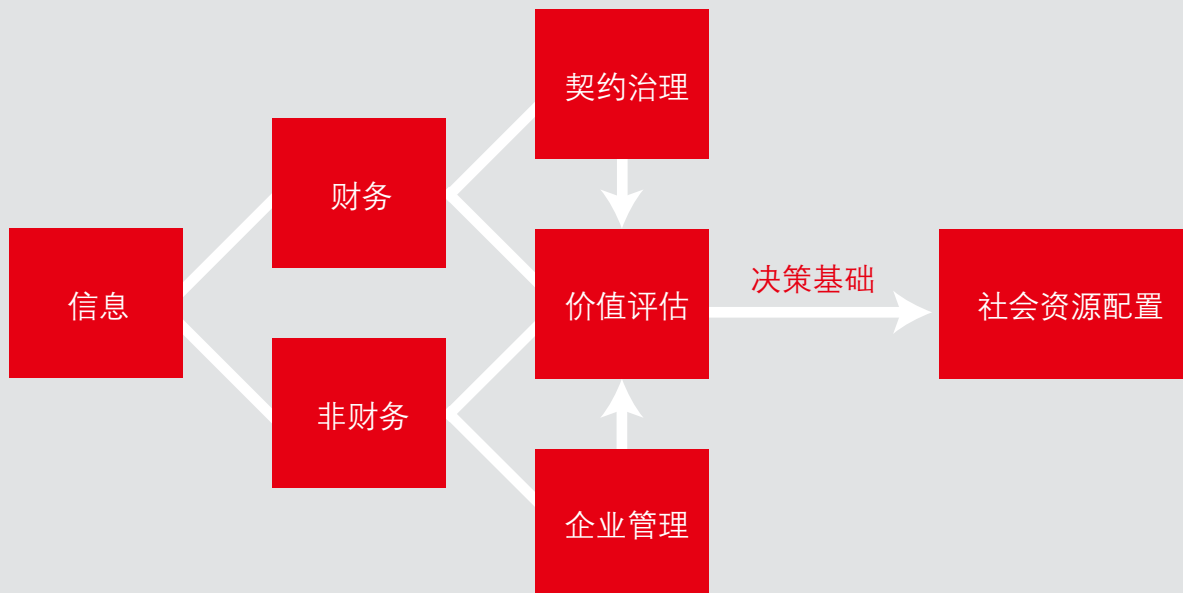 契约治理
财务
信息
价值评估
决策基础
社会资源配置
非财务
企业管理